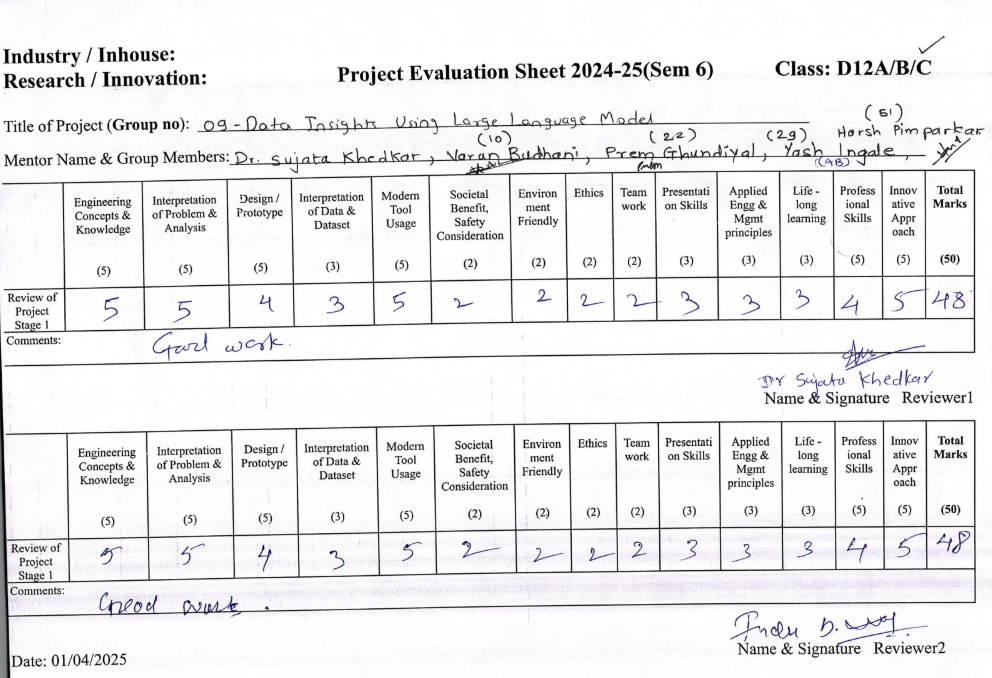 Industry / Inhouse:
Research / Innovation: Project Evaluation Sheet 2024-25(Sem 6) Class: D12A/B/C
(51)
Title of Project (Group no): 09 - Data Insights Using Large Language Model
(10) (22) (29) Harsh Pimparkar
Mentor Name & Group Members: Dr. Sujata Khedkar, Varun Budhani, Prem Ghundiyal, Yash Ingale,
(AB)
Engineering Concepts & Knowledge (5) Interpretation of Problem & Analysis (5) Design / Prototype (5) Interpretation of Data & Dataset (3) Modern Tool Usage (5) Societal Benefit, Safety Consideration (2) Environ ment Friendly (2) Ethics (2) Team work (2) Presentati on Skills (3) Applied Engg & Mgmt principles (3) Life - long learning (3) Profess ional Skills (5) Innov ative Appr oach (5) Total Marks (50)
Review of Project Stage 1 5 5 4 3 5 2 2 2 2 3 3 3 4 5 48
Comments: Good work.
Dr Sujata Khedkar
Name & Signature Reviewer1
Engineering Concepts & Knowledge (5) Interpretation of Problem & Analysis (5) Design / Prototype (5) Interpretation of Data & Dataset (3) Modern Tool Usage (5) Societal Benefit, Safety Consideration (2) Environ ment Friendly (2) Ethics (2) Team work (2) Presentati on Skills (3) Applied Engg & Mgmt principles (3) Life - long learning (3) Profess ional Skills (5) Innov ative Appr oach (5) Total Marks (50)
Review of Project Stage 1 5 5 4 3 5 2 2 2 2 3 3 3 4 5 48
Comments: Good work.
Name & Signature Reviewer2
Date: 01/04/2025